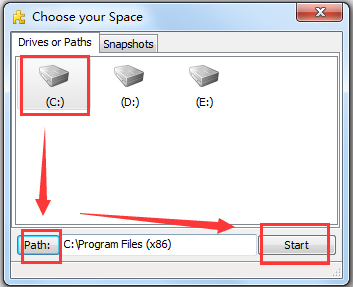 Choose your Space
Drives or Paths Snapshots
(C:) (D:) (E:)
Path: C:\Program Files (x86) Start